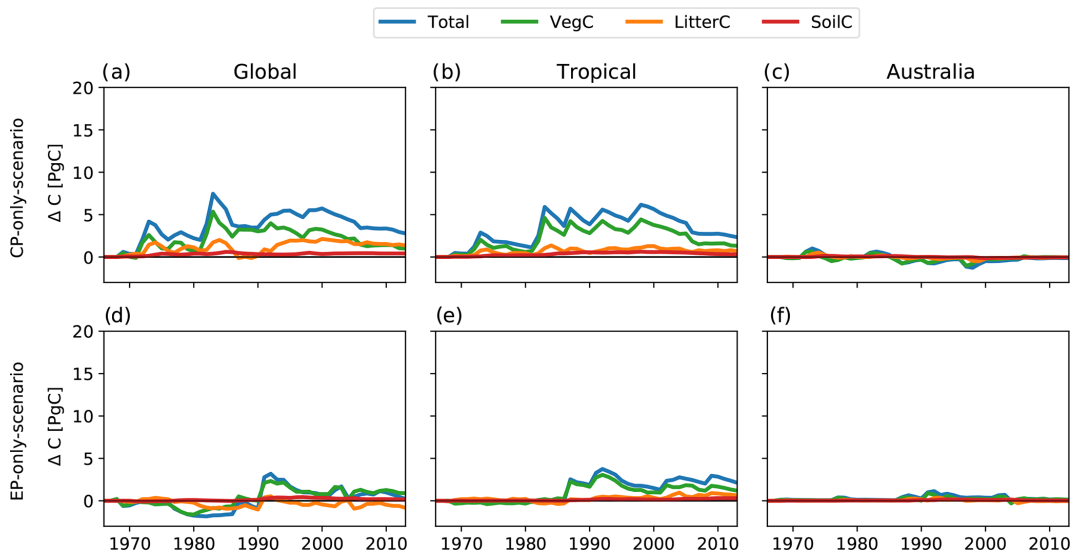 Total VegC LitterC SoilC
(a) Global (b) Tropical (c) Australia
CP-only-scenario
Δ C [PgC]
20
15
10
5
0
(d) (e) (f)
EP-only-scenario
Δ C [PgC]
20
15
10
5
0
1970 1980 1990 2000 2010 1970 1980 1990 2000 2010 1970 1980 1990 2000 2010